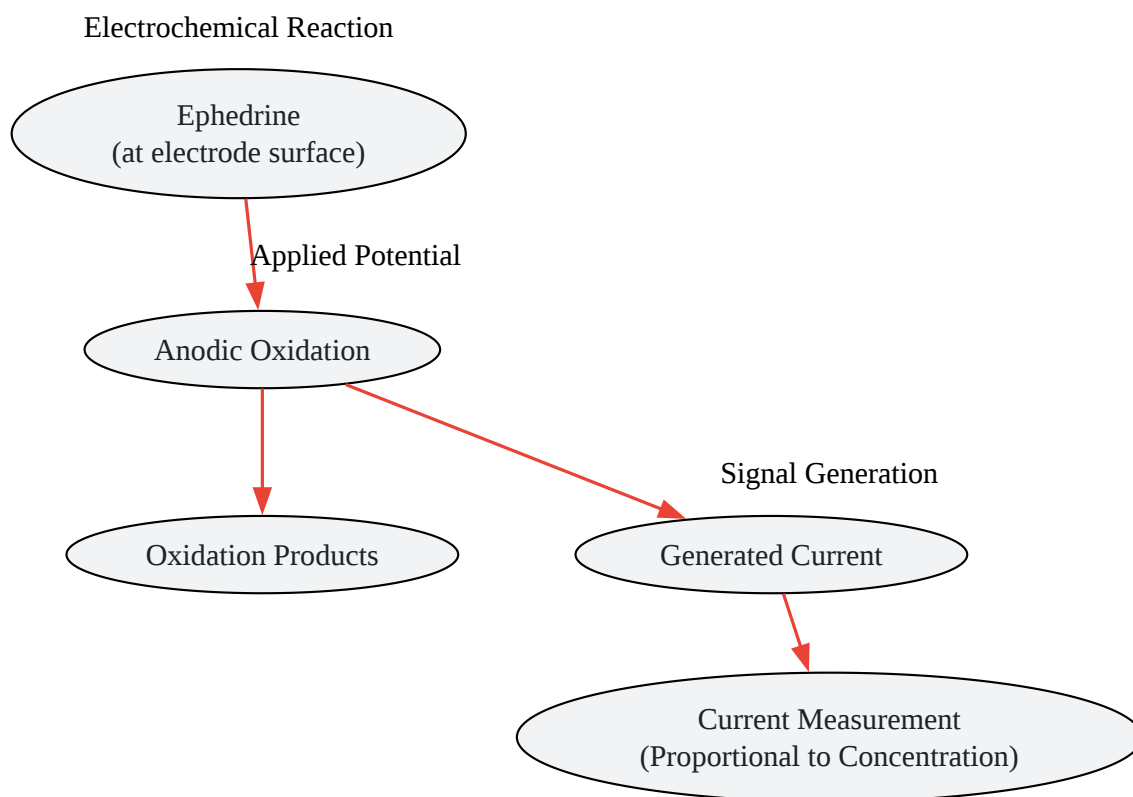 Electrochemical Reaction
Ephedrine
(at electrode surface)
Applied Potential
Anodic Oxidation
Signal Generation
Oxidation Products
Generated Current
Current Measurement
(Proportional to Concentration)